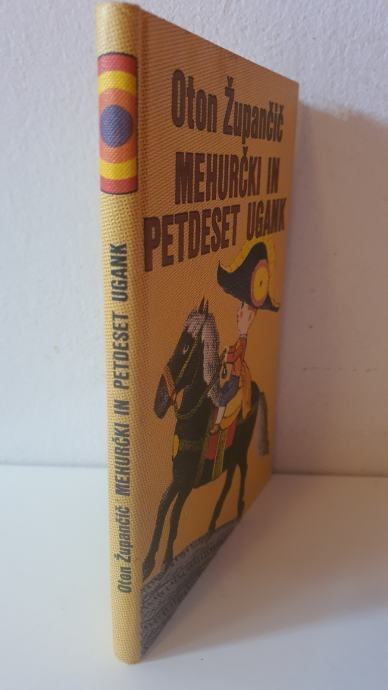 Oton Župančič
MEHURČKI IN
PETDESET UGANK
Oton Župančič MEHURČKI IN PETDESET UGANK